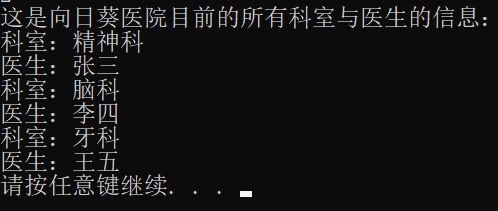 这是向日葵医院目前的所有科室与医生的信息：
科室：精神科
医生：张三
科室：脑科
医生：李四
科室：牙科
医生：王五
请按任意键继续. . .